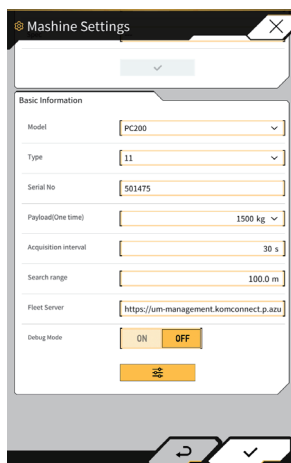 Mashine Settings
Basic Information
Model
PC200
Type
11
Serial No
501475
Payload(One time)
1500 kg
Acquisition interval
30 s
Search range
100.0 m
Fleet Server
https://um-management.komconnect.p.azu
Debug Mode
ON OFF